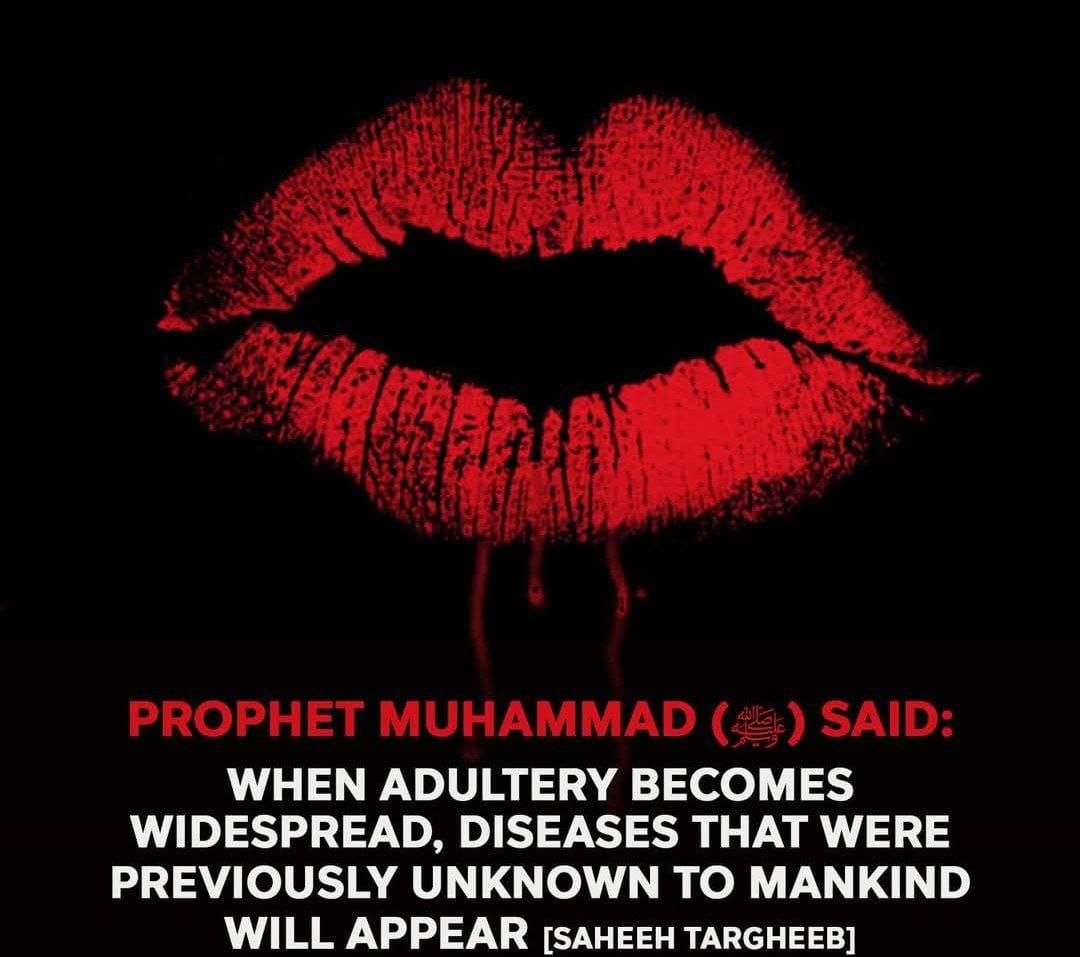 PROPHET MUHAMMAD (ﷺ) SAID:
WHEN ADULTERY BECOMES
WIDESPREAD, DISEASES THAT WERE
PREVIOUSLY UNKNOWN TO MANKIND
WILL APPEAR [SAHEEH TARGHEEB]